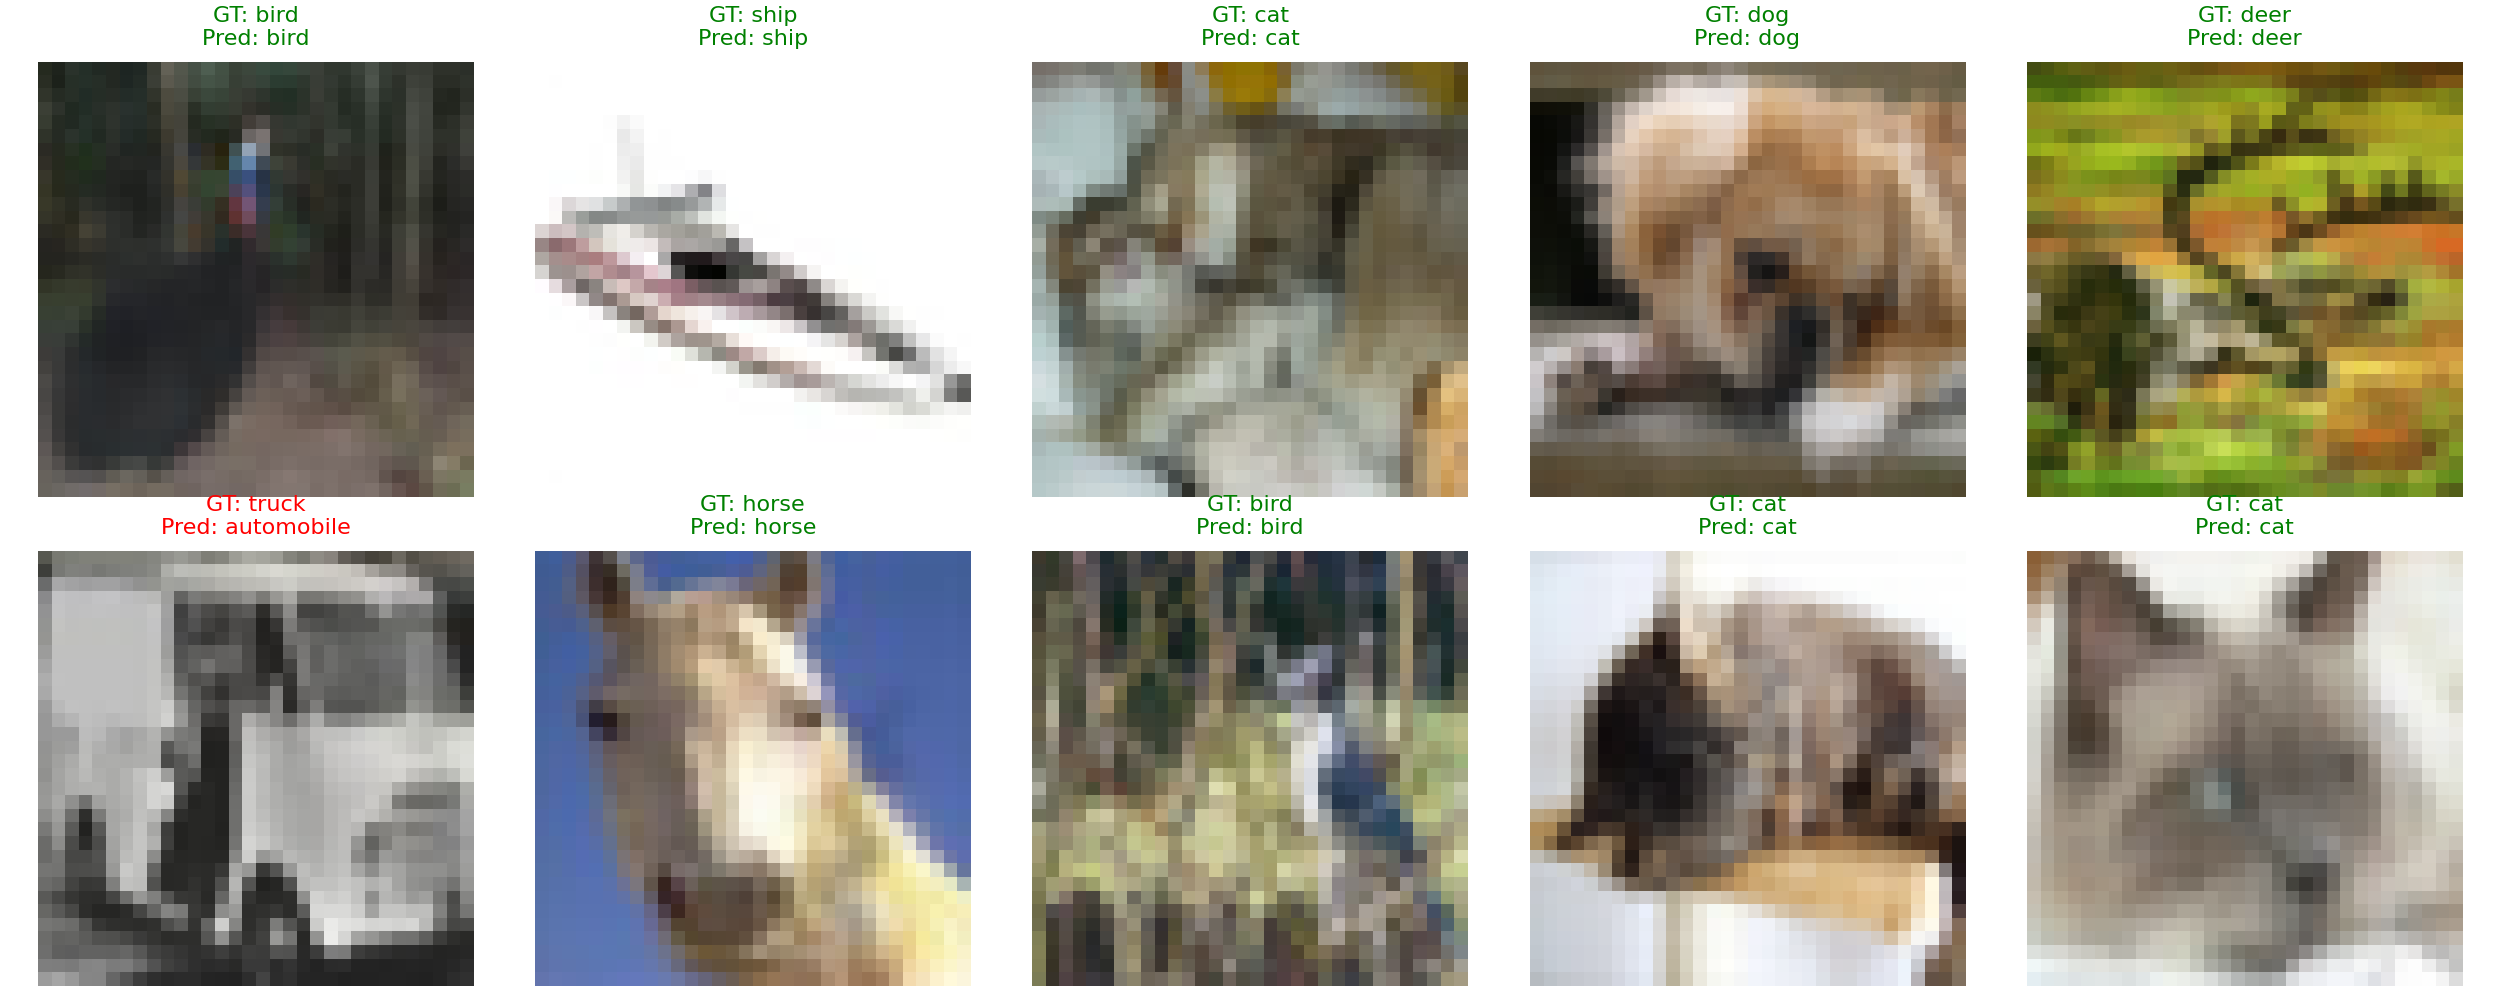 GT: bird
Pred: bird
GT: ship
Pred: ship
GT: cat
Pred: cat
GT: dog
Pred: dog
GT: deer
Pred: deer
GT: truck
Pred: automobile
GT: horse
Pred: horse
GT: bird
Pred: bird
GT: cat
Pred: cat
GT: cat
Pred: cat